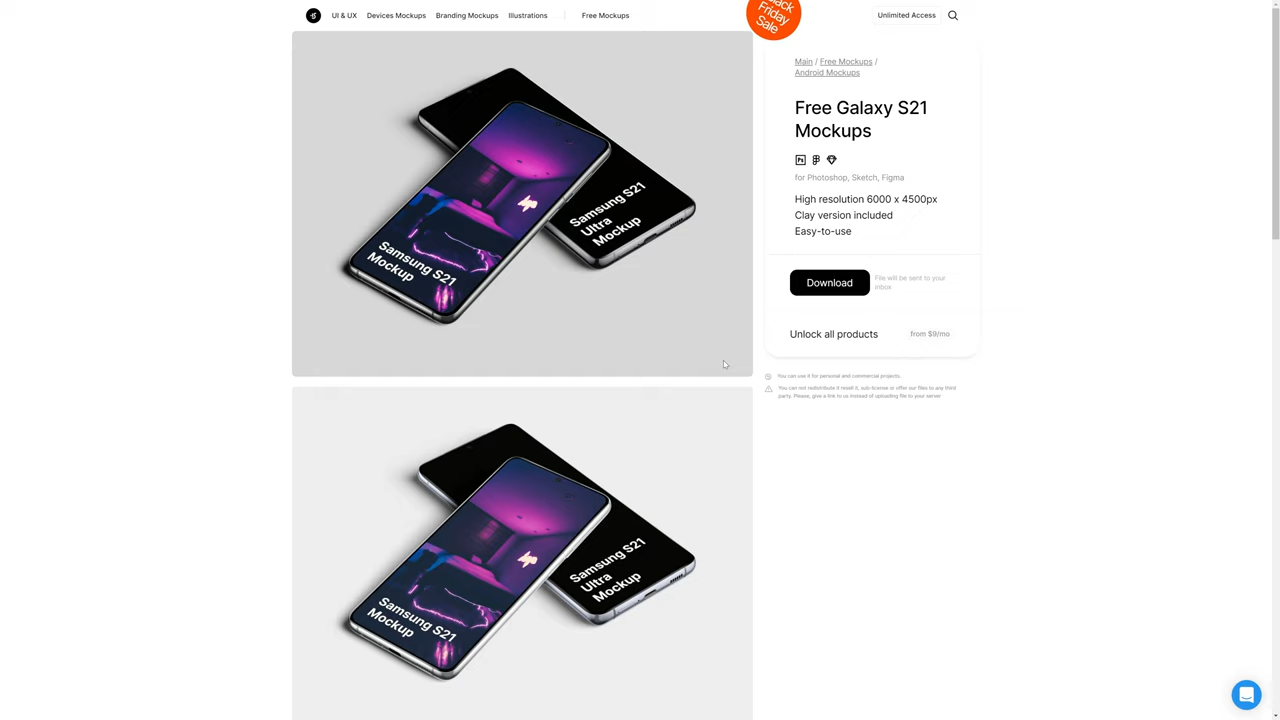 UI & UX
Devices Mockups
Branding Mockups
Illustrations
Free Mockups
Friday
Sale
Unlimited Access
Main / Free Mockups /
Android Mockups
Free Galaxy S21
Mockups
Ps
for Photoshop, Sketch, Figma
High resolution 6000 x 4500px
Clay version included
Easy-to-use
Download
File will be sent to your
inbox
Unlock all products
from $9/mo
You can use it for personal and commercial projects.
You can not redistribute it resell it, sub-license or offer our files to any third
party. Please, give a link to us instead of uploading file to your server
Samsung S21
Mockup
Samsung S21
Ultra
Mockup
Samsung S21
Mockup
Samsung S21
Ultra
Mockup